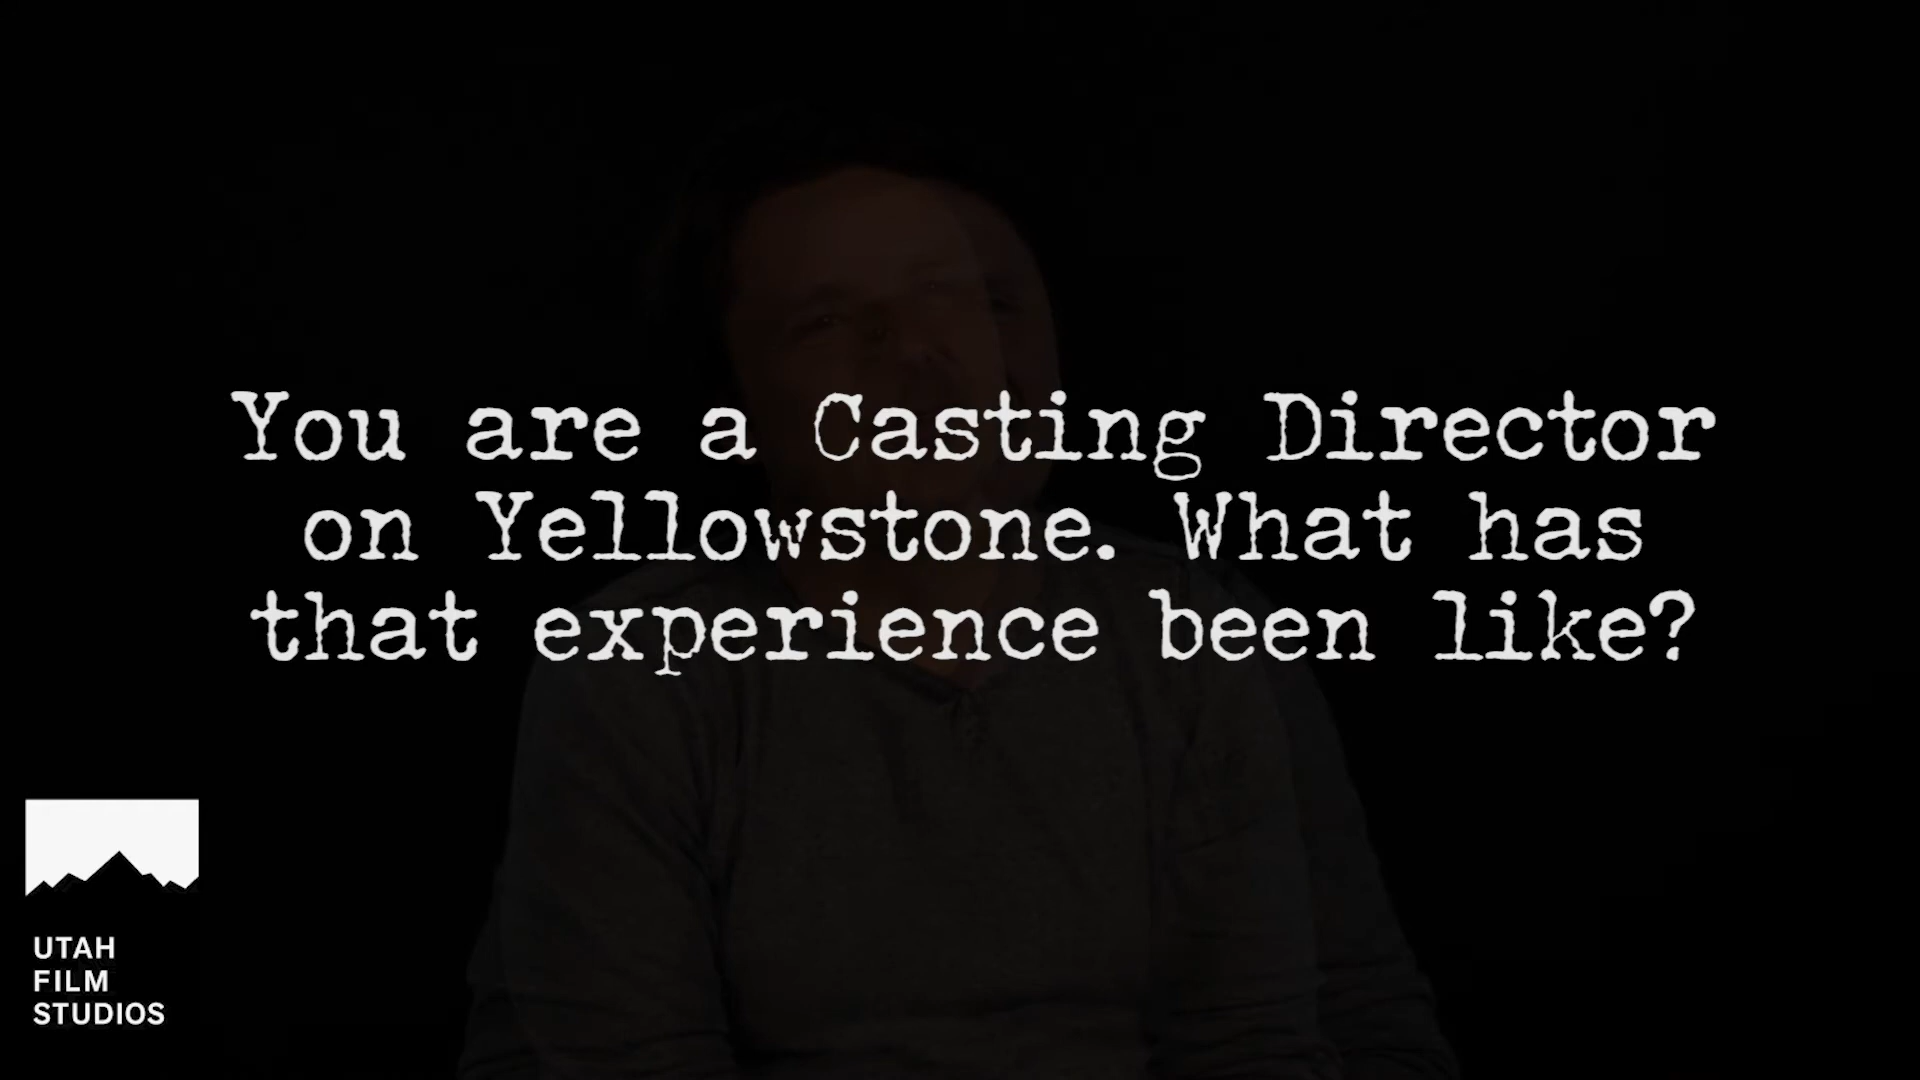 You are a Casting Director
on Yellowstone. What has
that experience been like?
UTAH
FILM
STUDIOS